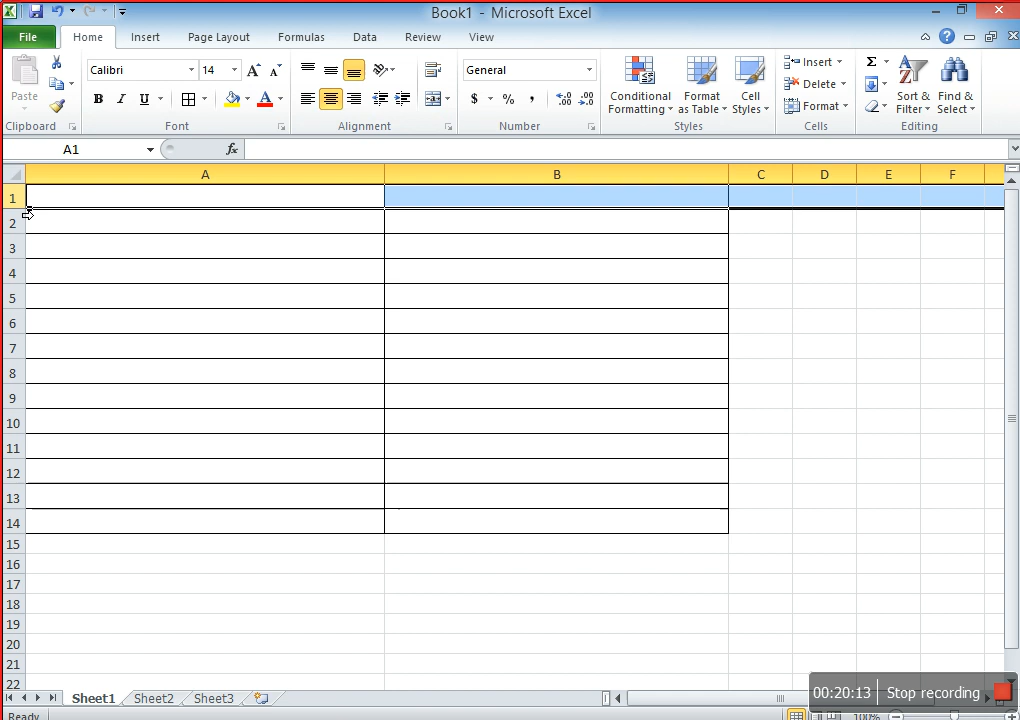 Book1 - Microsoft Excel
File Home Insert Page Layout Formulas Data Review View
Paste
Calibri 14
B I U A
General
$ % ,
Conditional Formatting
Format as Table
Cell Styles
Insert
Delete
Format
Σ
Sort & Filter
Find & Select
Clipboard Font Alignment Number Styles Cells Editing
A1 fx
A B C D E F
1
2
3
4
5
6
7
8
9
10
11
12
13
14
15
16
17
18
19
20
21
22
Sheet1 Sheet2 Sheet3
00:20:13 Stop recording
Ready 100%